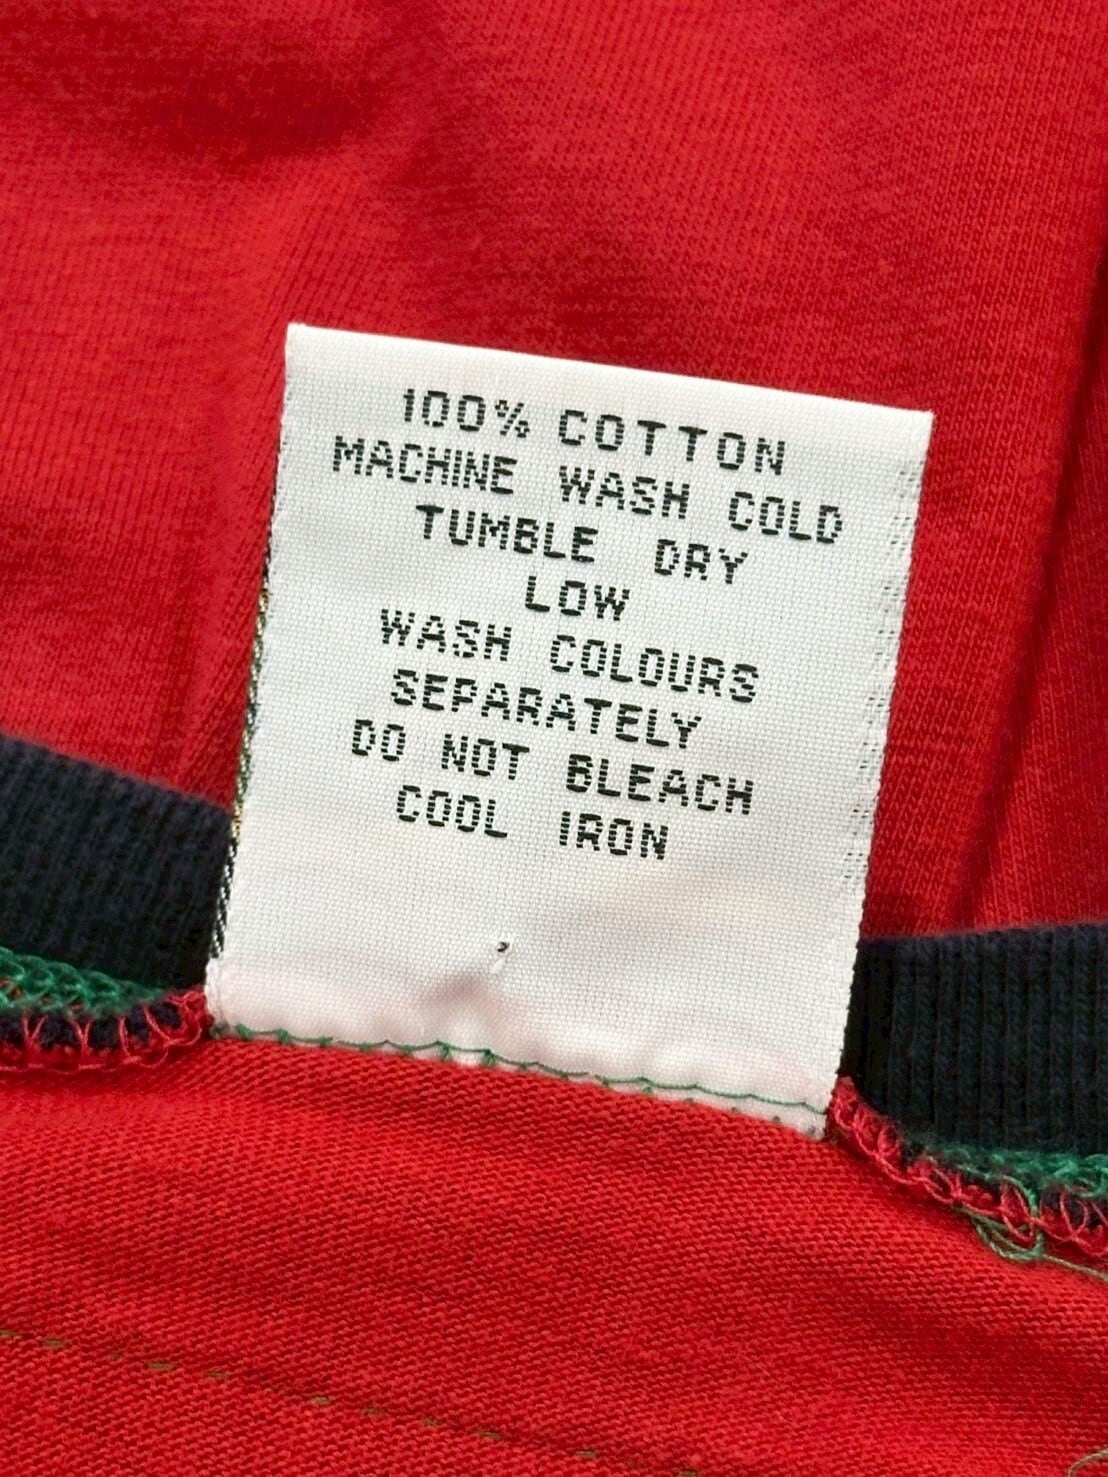 100% COTTON
MACHINE WASH COLD
TUMBLE DRY
LOW
WASH COLOURS
SEPARATELY
DO NOT BLEACH
COOL IRON